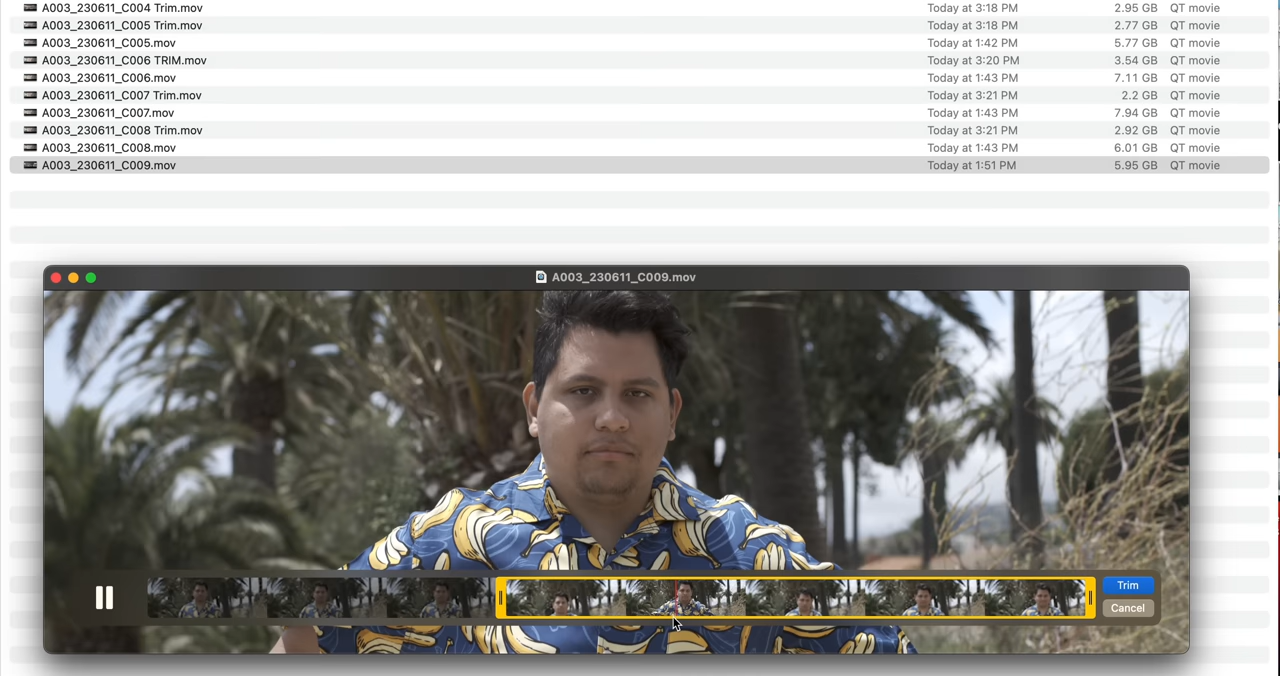 A003_230611_C004 Trim.mov Today at 3:18 PM 2.95 GB QT movie
A003_230611_C005 Trim.mov Today at 3:18 PM 2.77 GB QT movie
A003_230611_C005.mov Today at 1:42 PM 5.77 GB QT movie
A003_230611_C006 TRIM.mov Today at 3:20 PM 3.54 GB QT movie
A003_230611_C006.mov Today at 1:43 PM 7.11 GB QT movie
A003_230611_C007 Trim.mov Today at 3:21 PM 2.2 GB QT movie
A003_230611_C007.mov Today at 1:43 PM 7.94 GB QT movie
A003_230611_C008 Trim.mov Today at 3:21 PM 2.92 GB QT movie
A003_230611_C008.mov Today at 1:43 PM 6.01 GB QT movie
A003_230611_C009.mov Today at 1:51 PM 5.95 GB QT movie
A003_230611_C009.mov
Trim
Cancel